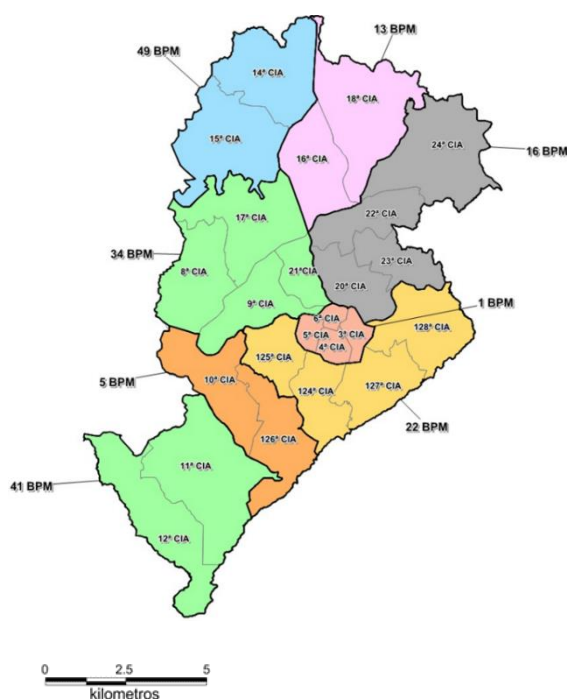 13 BPM
49 BPM
14ª CIA
18ª CIA
15ª CIA
24ª CIA
16 BPM
16ª CIA
17ª CIA
22ª CIA
34 BPM
8ª CIA
21ª CIA
23ª CIA
20ª CIA
9ª CIA
1 BPM
6ª CIA
128ª CIA
5ª CIA
3ª CIA
4ª CIA
125ª CIA
5 BPM
10ª CIA
124ª CIA
127ª CIA
22 BPM
126ª CIA
11ª CIA
41 BPM
12ª CIA
0 2.5 5
kilometros